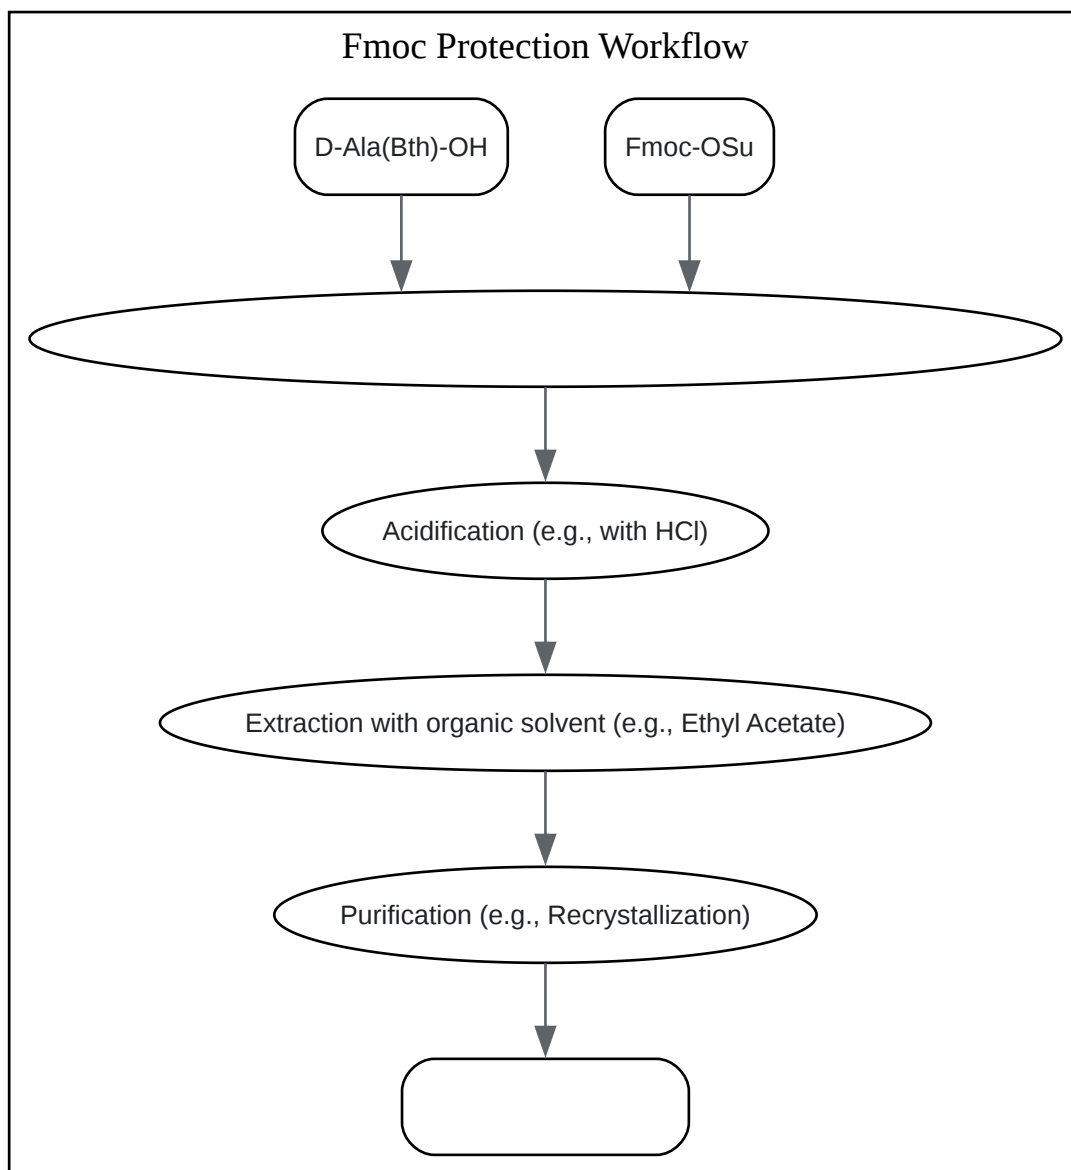 Fmoc Protection Workflow
D-Ala(Bth)-OH
Fmoc-OSu
Acidification (e.g., with HCl)
Extraction with organic solvent (e.g., Ethyl Acetate)
Purification (e.g., Recrystallization)